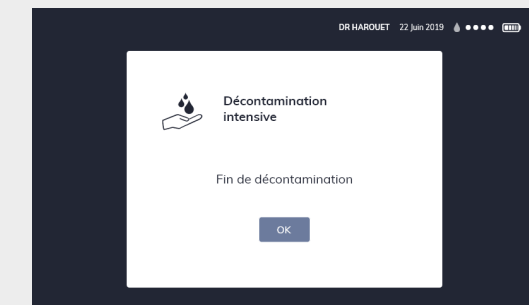 DR HAROUET 22 Juin 2019
Décontamination
intensive
Fin de décontamination
OK